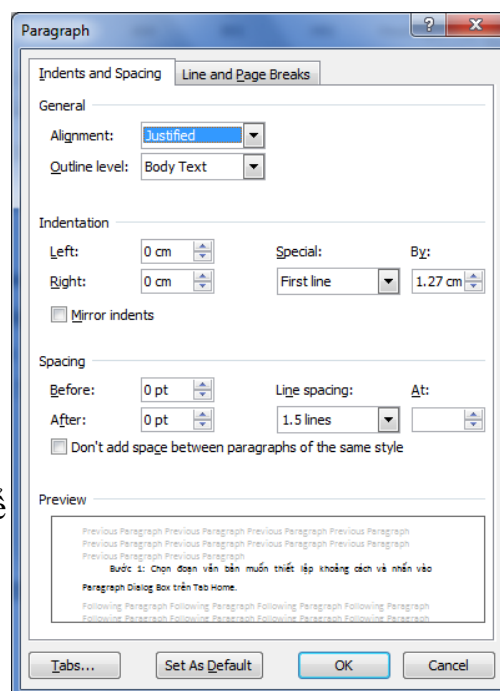 Paragraph
Indents and Spacing Line and Page Breaks
General
Alignment: Justified
Outline level: Body Text
Indentation
Left: 0 cm Special: By:
Right: 0 cm First line 1.27 cm
Mirror indents
Spacing
Before: 0 pt Line spacing: At:
After: 0 pt 1.5 lines
Don't add space between paragraphs of the same style
Preview
Previous Paragraph Previous Paragraph Previous Paragraph Previous Paragraph
Previous Paragraph Previous Paragraph Previous Paragraph Previous Paragraph
Previous Paragraph Previous Paragraph
Bước 1: Chọn đoạn văn bản muốn thiết lập khoảng cách và nhấn vào
Paragraph Dialog Box trên Tab Home.
Following Paragraph Following Paragraph Following Paragraph Following Paragraph
Following Paragraph Following Paragraph Following Paragraph Following Paragraph
Tabs... Set As Default OK Cancel